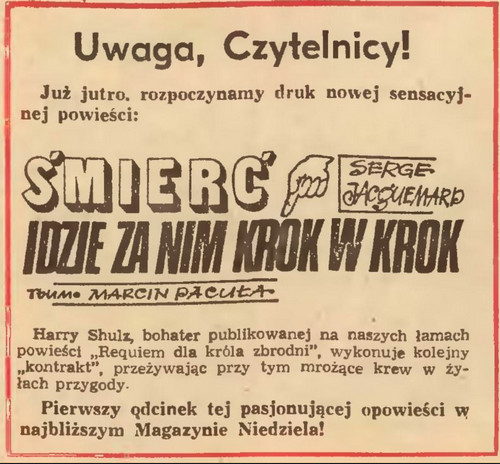 Uwaga, Czytelnicy!
Już jutro. rozpoczynamy druk nowej sensacyj-
nej powieści:
ŚMIERĆ
SERGE
JACQUEMARD
IDZIE ZA NIM KROK W KROK
TŁUM. MARCIN PACUŁA
Harry Shulz, bohater publikowanej na naszych łamach
powieści „Requiem dla króla zbrodni”, wykonuje kolejny
„kontrakt”, przeżywając przy tym mrożące krew w ży-
łach przygody.
Pierwszy odcinek tej pasjonującej opowieści w
najbliższym Magazynie Niedziela!